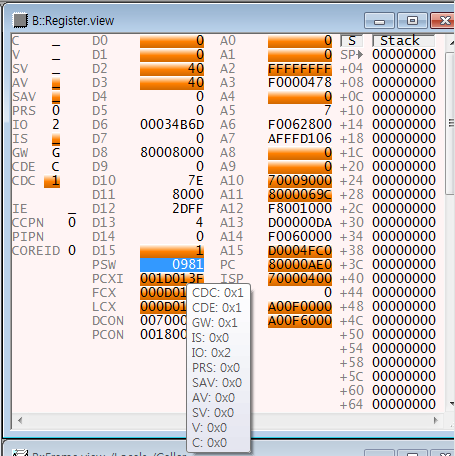 B::Register.view
C _ D0 0 A0 0 S Stack
V _ D1 0 A1 0 SP 00000000
SV _ D2 40 A2 FFFFFFFF +04 00000000
AV _ D3 40 A3 F0000478 +08 00000000
SAV _ D4 0 A4 0 +0C 00000000
PRS 0 D5 0 A5 7 +10 00000000
IO 2 D6 00034B6D A6 F0062800 +14 00000000
IS _ D7 0 A7 AFFFD106 +18 00000000
GW G D8 80008000 A8 0 +1C 00000000
CDE C D9 0 A9 0 +20 00000000
CDC 1 D10 7E A10 70009000 +24 00000000
D11 8000 A11 8000069C +28 00000000
IE _ D12 2DFF A12 F8001000 +2C 00000000
CCPN 0 D13 4 A13 D00000DA +30 00000000
PIPN D14 0 A14 F0060000 +34 00000000
COREID 0 D15 1 A15 D0004FC0 +38 00000000
PSW 0981 PC 80000AE0 +3C 00000000
PCXI 001D013F ISP 70000400 +40 00000000
FCX 000D0 0 +44 00000000
LCX 000D0 A00F0000 +48 00000000
DCON 00700 A00F6000 +4C 00000000
PCON 00180 +50 00000000
+54 00000000
+58 00000000
+5C 00000000
+60 00000000
+64 00000000
CDC: 0x1
CDE: 0x1
GW: 0x1
IS: 0x0
IO: 0x2
PRS: 0x0
SAV: 0x0
AV: 0x0
SV: 0x0
V: 0x0
C: 0x0